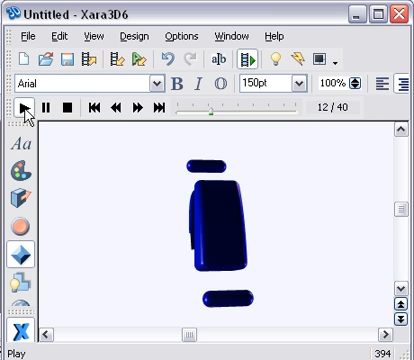 Untitled - Xara3D6
File Edit View Design Options Window Help
a]b
Arial B I O 150pt 100%
12 / 40
Aa
X
Play 394